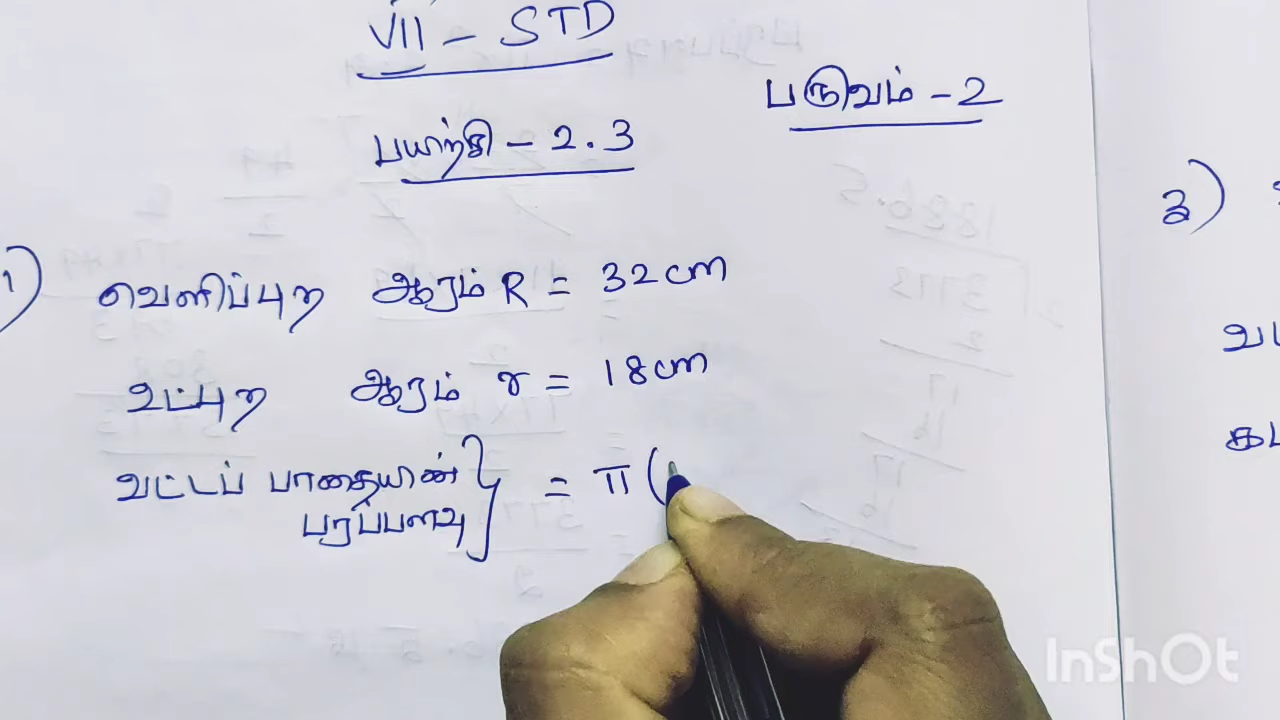 VII - STD
பருவம் - 2
பயிற்சி - 2.3
1) வெளிப்புற ஆரம் R = 32cm
உட்புற ஆரம் r = 18cm
வட்டப் பாதையின்
பரப்பளவு } = π (
3)
InShOt